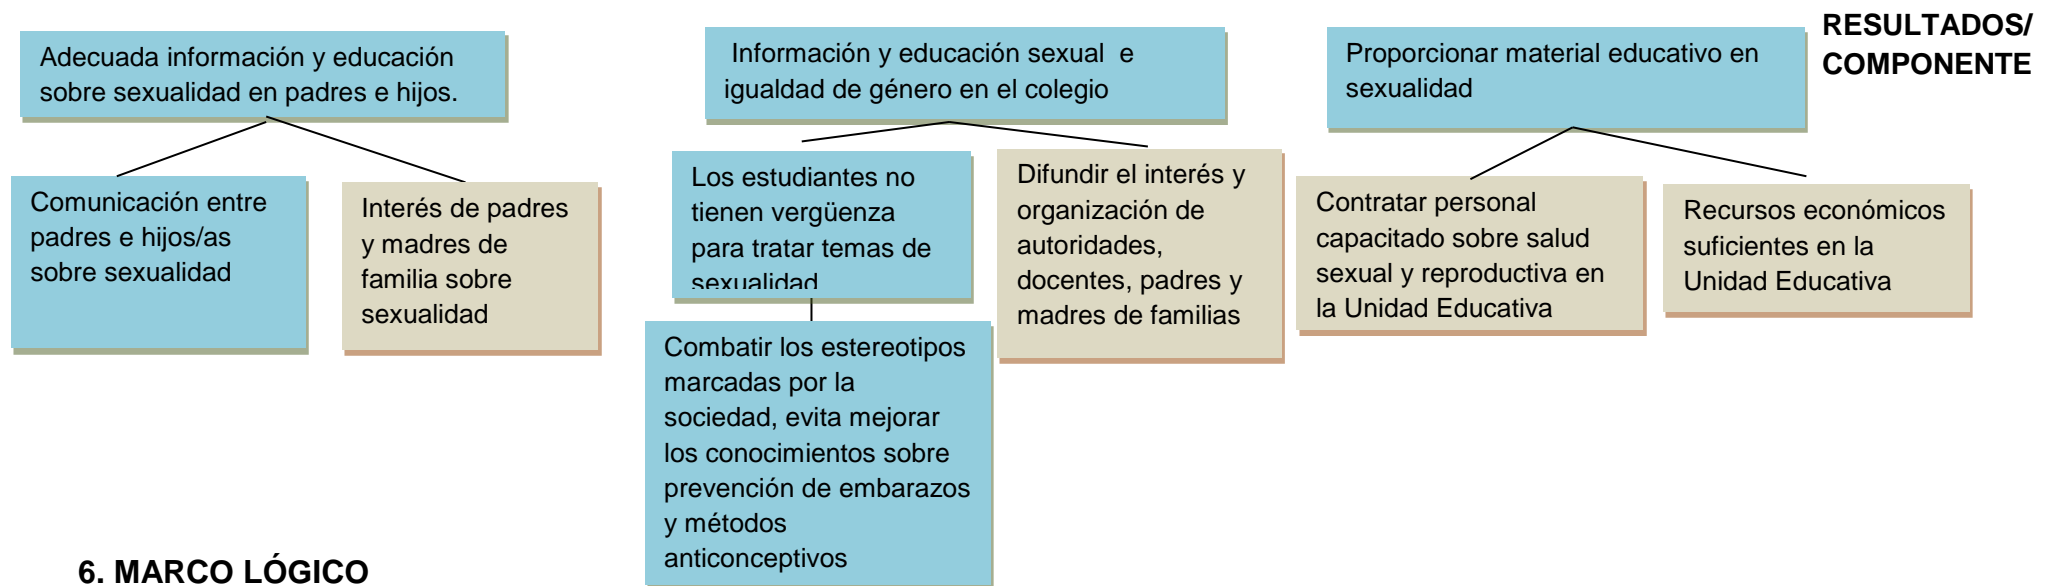 RESULTADOS/
COMPONENTE
Adecuada información y educación
sobre sexualidad en padres e hijos.
Información y educación sexual e
igualdad de género en el colegio
Proporcionar material educativo en
sexualidad
Comunicación entre
padres e hijos/as
sobre sexualidad
Interés de padres
y madres de
familia sobre
sexualidad
Los estudiantes no
tienen vergüenza
para tratar temas de
sexualidad
Difundir el interés y
organización de
autoridades,
docentes, padres y
madres de familias
Contratar personal
capacitado sobre salud
sexual y reproductiva en
la Unidad Educativa
Recursos económicos
suficientes en la
Unidad Educativa
Combatir los estereotipos
marcadas por la
sociedad, evita mejorar
los conocimientos sobre
prevención de embarazos
y métodos
anticonceptivos
6. MARCO LÓGICO